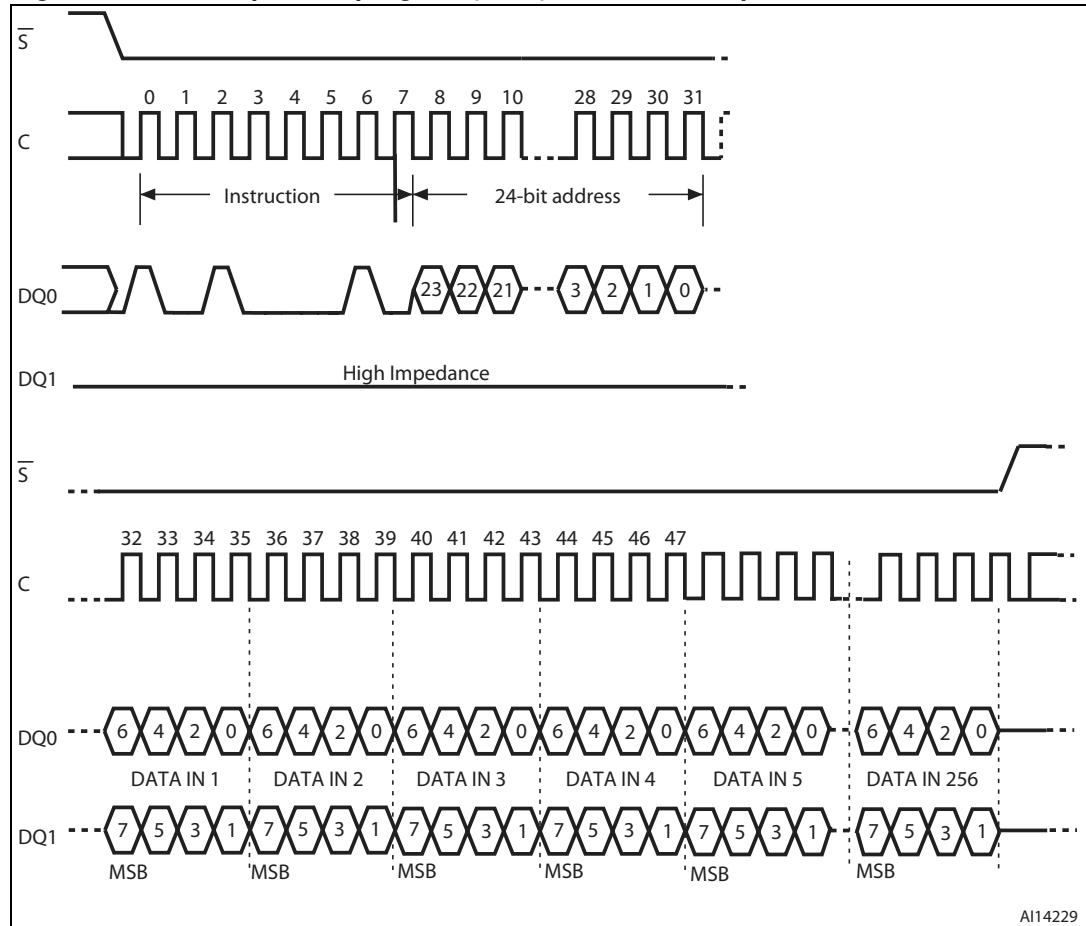 S
0 1 2 3 4 5 6 7 8 9 10 28 29 30 31
C
Instruction 24-bit address
DQ0 23 22 21 3 2 1 0
High Impedance
DQ1
S
32 33 34 35 36 37 38 39 40 41 42 43 44 45 46 47
C
DQ0 6 4 2 0 6 4 2 0 6 4 2 0 6 4 2 0 6 4 2 0 6 4 2 0
DATA IN 1 DATA IN 2 DATA IN 3 DATA IN 4 DATA IN 5 DATA IN 256
DQ1 7 5 3 1 7 5 3 1 7 5 3 1 7 5 3 1 7 5 3 1 7 5 3 1
MSB MSB MSB MSB MSB MSB
AI14229